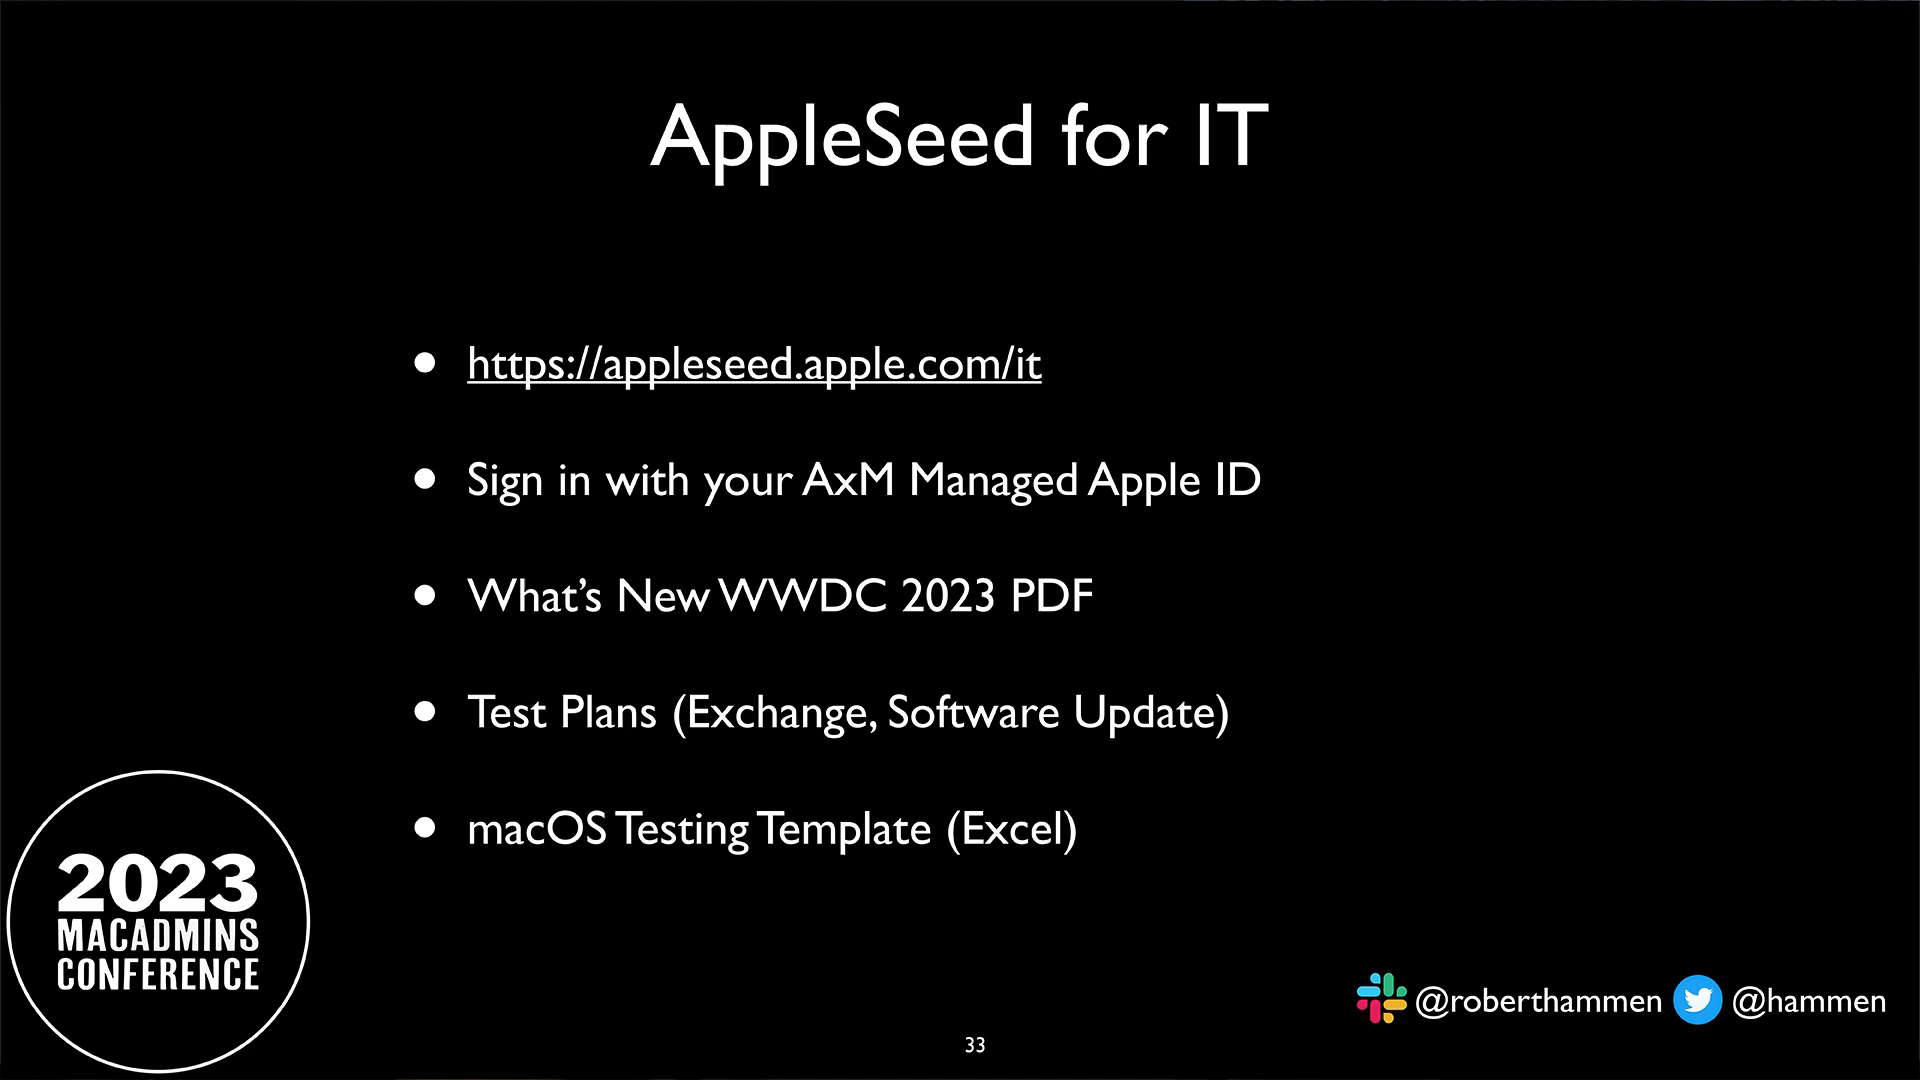 AppleSeed for IT
• https://appleseed.apple.com/it
• Sign in with your AxM Managed Apple ID
• What’s New WWDC 2023 PDF
• Test Plans (Exchange, Software Update)
• macOS Testing Template (Excel)
2023
MACADMINS
CONFERENCE
@roberthammen @hammen
33